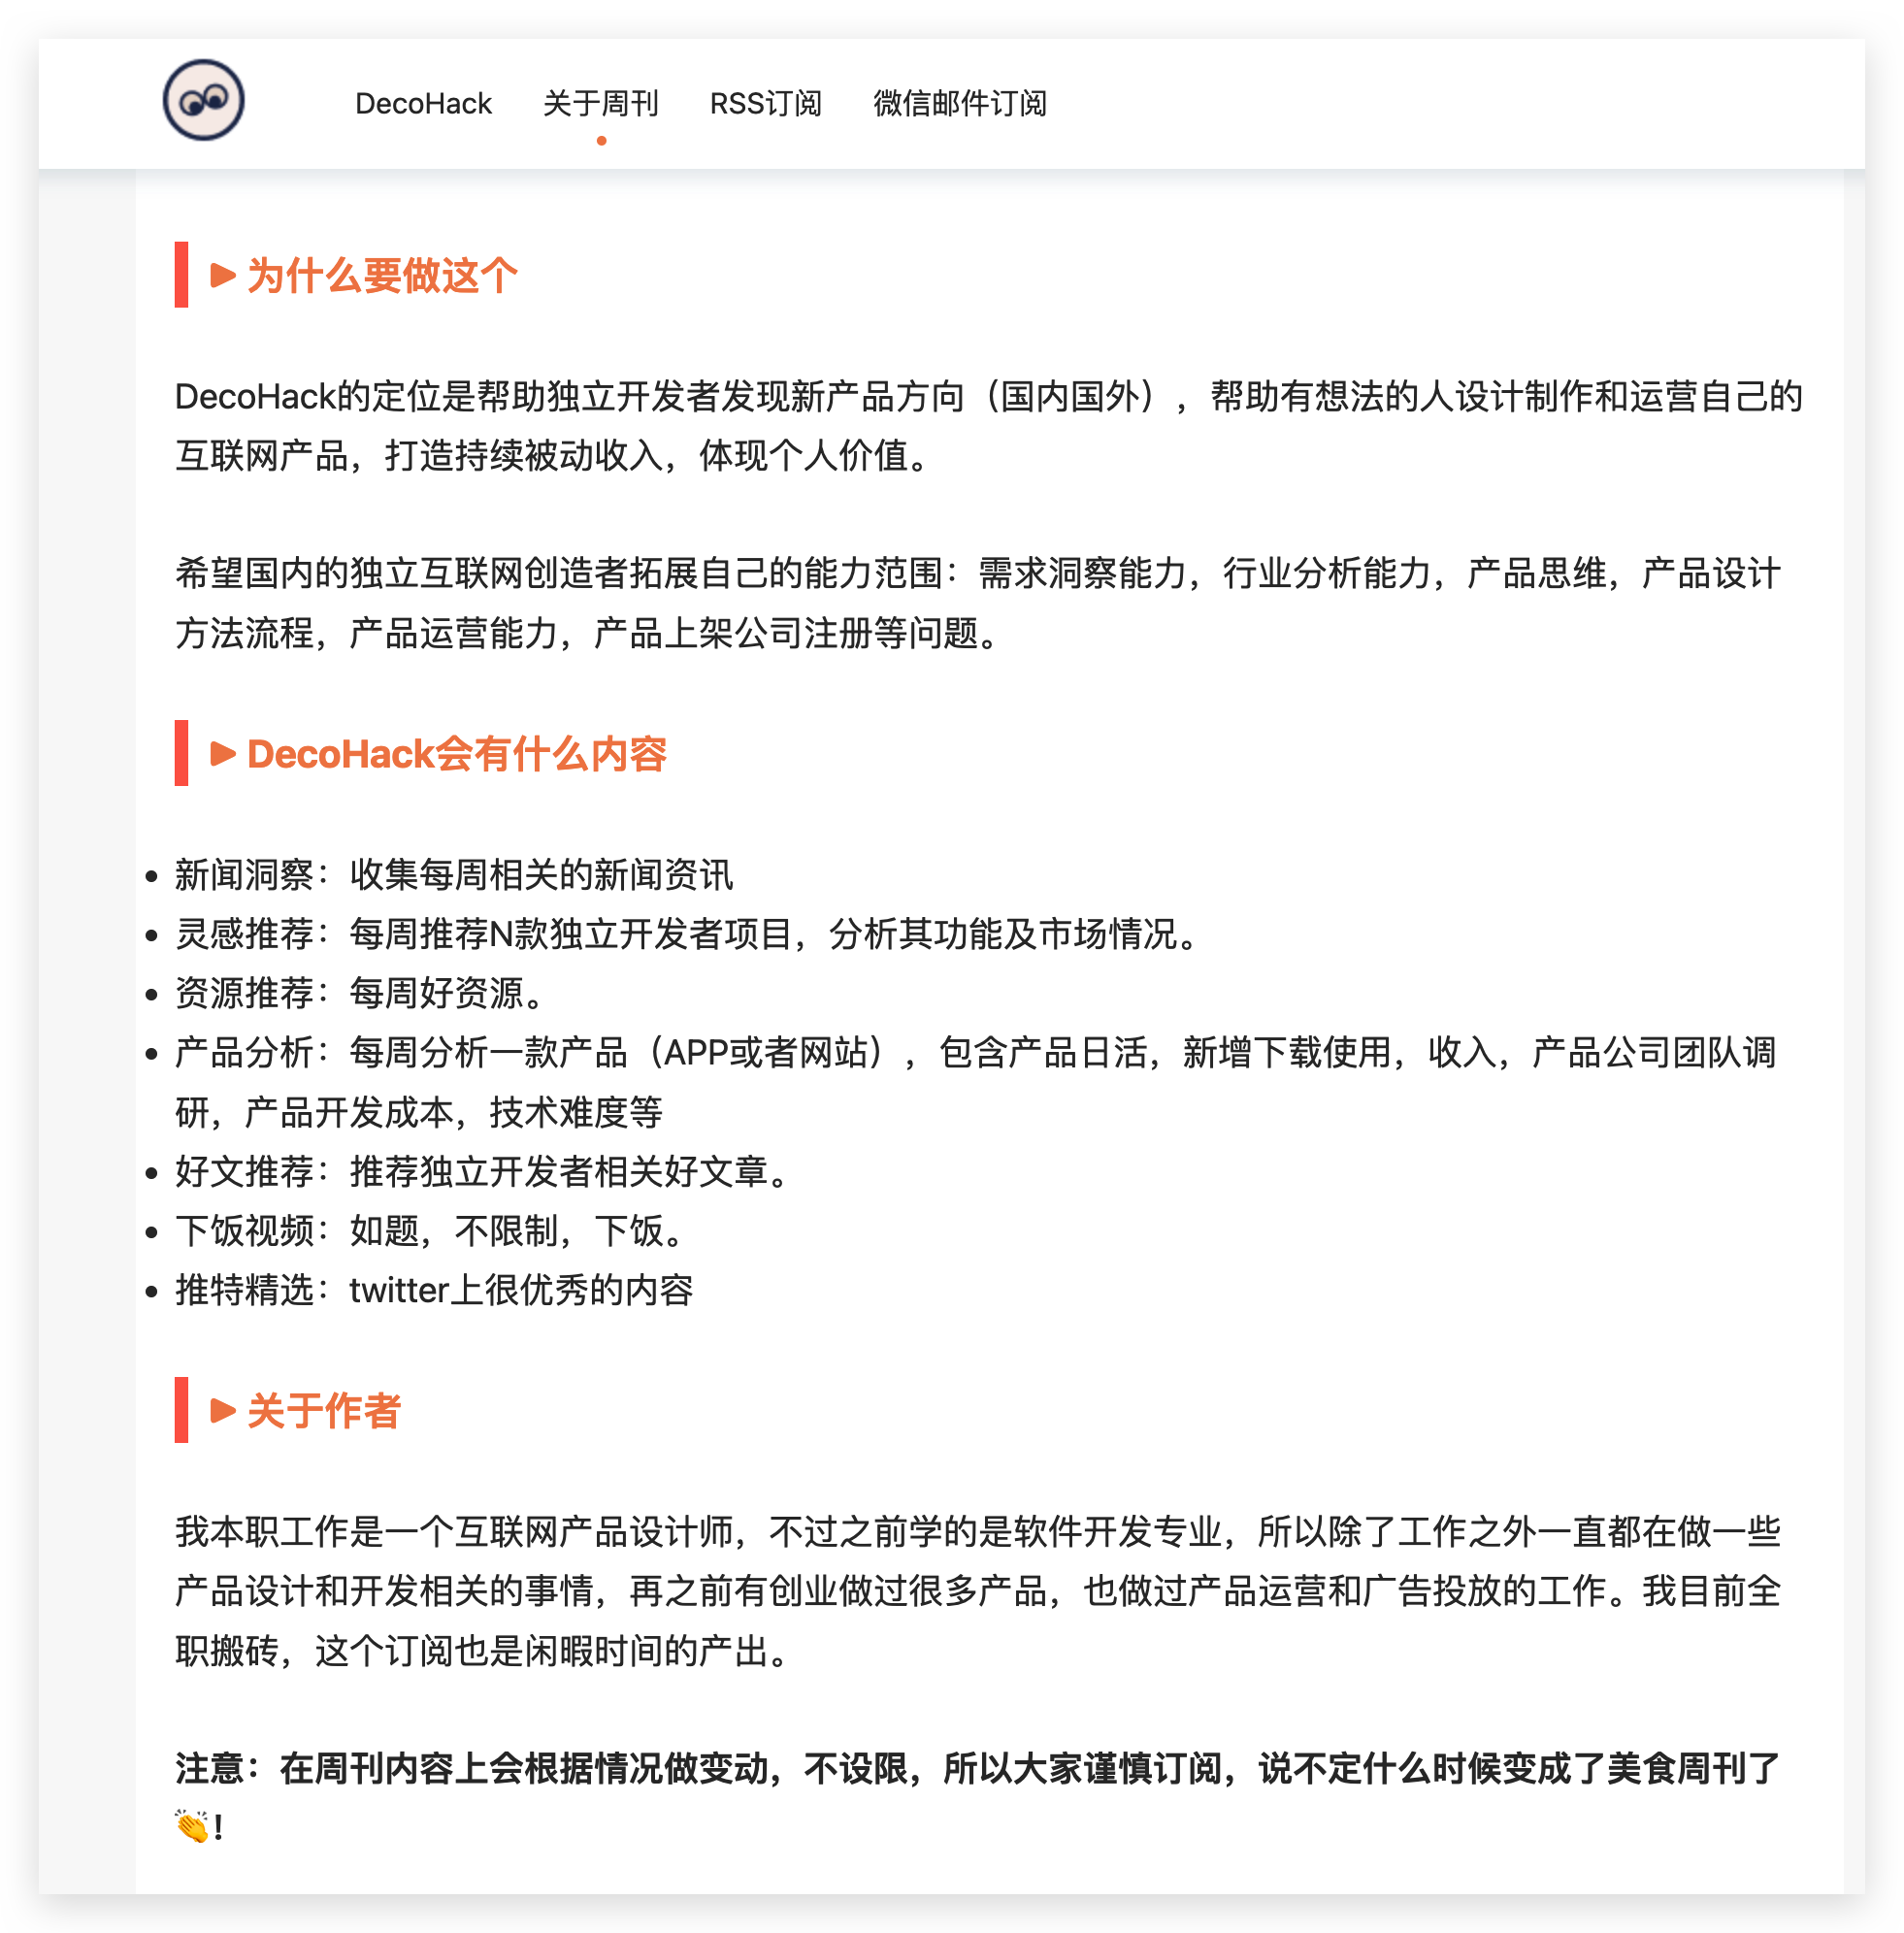 DecoHack 关于周刊 RSS订阅 微信邮件订阅
为什么要做这个
DecoHack的定位是帮助独立开发者发现新产品方向（国内国外），帮助有想法的人设计制作和运营自己的
互联网产品，打造持续被动收入，体现个人价值。
希望国内的独立互联网创造者拓展自己的能力范围：需求洞察能力，行业分析能力，产品思维，产品设计
方法流程，产品运营能力，产品上架公司注册等问题。
DecoHack会有什么内容
新闻洞察：收集每周相关的新闻资讯
灵感推荐：每周推荐N款独立开发者项目，分析其功能及市场情况。
资源推荐：每周好资源。
产品分析：每周分析一款产品（APP或者网站），包含产品日活，新增下载使用，收入，产品公司团队调
研，产品开发成本，技术难度等
好文推荐：推荐独立开发者相关好文章。
下饭视频：如题，不限制，下饭。
推特精选：twitter上很优秀的内容
关于作者
我本职工作是一个互联网产品设计师，不过之前学的是软件开发专业，所以除了工作之外一直都在做一些
产品设计和开发相关的事情，再之前有创业做过很多产品，也做过产品运营和广告投放的工作。我目前全
职搬砖，这个订阅也是闲暇时间的产出。
注意：在周刊内容上会根据情况做变动，不设限，所以大家谨慎订阅，说不定什么时候变成了美食周刊了
👏！